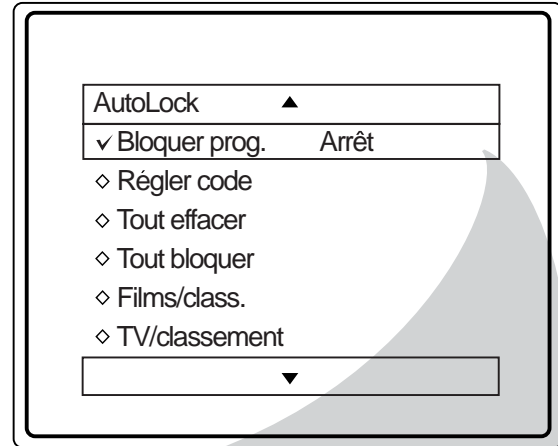 AutoLock
Bloquer prog. Arrêt
Régler code
Tout effacer
Tout bloquer
Films/class.
TV/classement